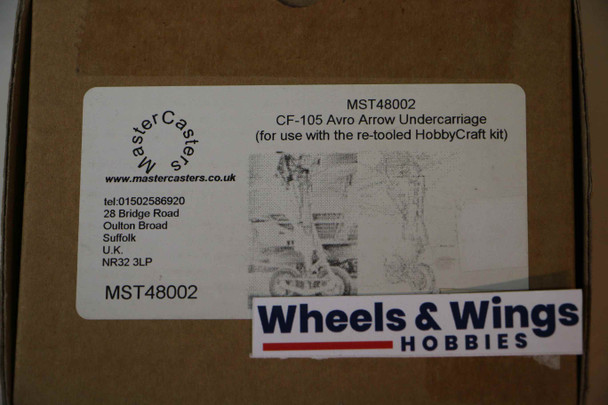 MasterCasters
www.mastercasters.co.uk
tel:01502586920
28 Bridge Road
Oulton Broad
Suffolk
U.K.
NR32 3LP
MST48002
MST48002
CF-105 Avro Arrow Undercarriage
(for use with the re-tooled HobbyCraft kit)
Wheels & Wings
HOBBIES